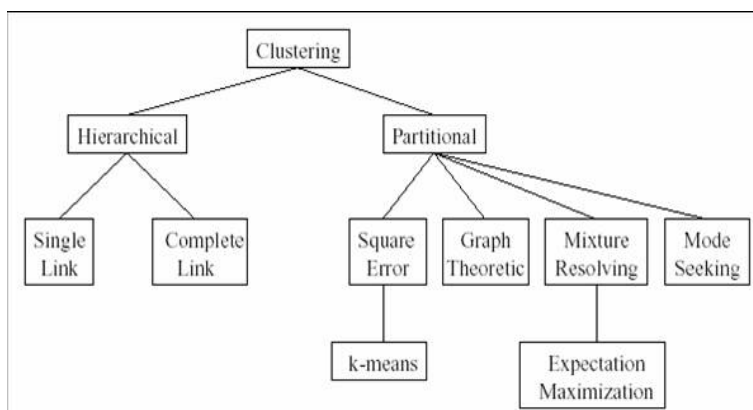 Clustering
Hierarchical
Partitional
Single
Link
Complete
Link
Square
Error
Graph
Theoretic
Mixture
Resolving
Mode
Seeking
k-means
Expectation
Maximization